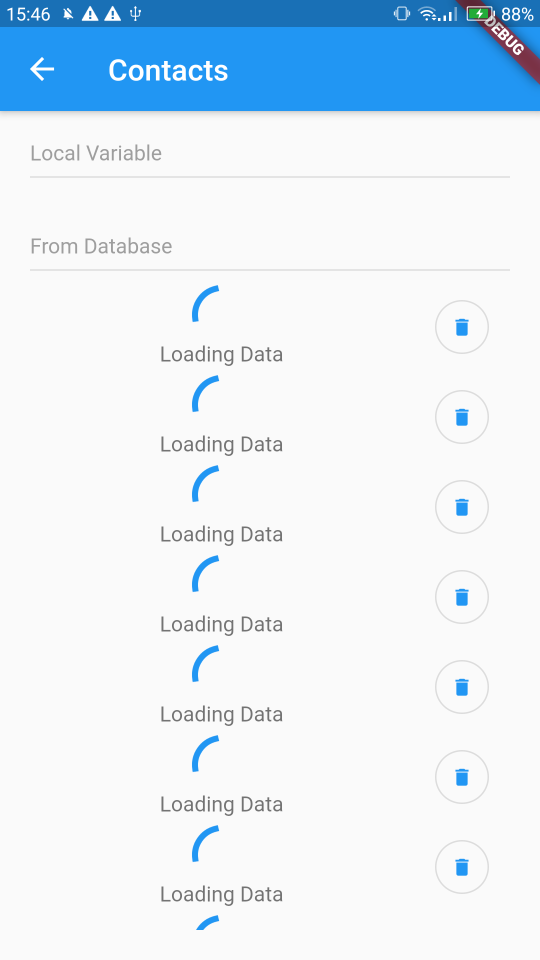 15:46 88%
DEBUG
Contacts
Local Variable
From Database
Loading Data
Loading Data
Loading Data
Loading Data
Loading Data
Loading Data
Loading Data